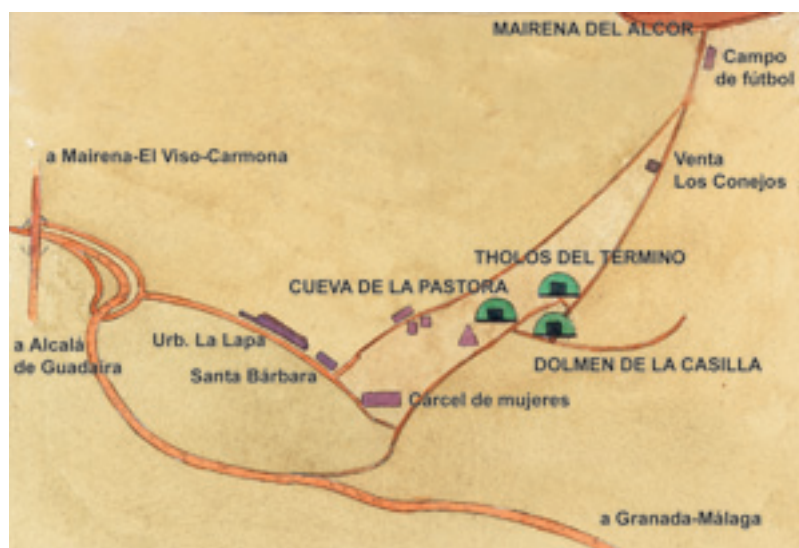 MAIRENA DEL ALCOR
Campo
de fútbol
a Mairena-El Viso-Carmona
Venta
Los Conejos
THOLOS DEL TERMINO
CUEVA DE LA PASTORA
a Alcalá
de Guadaira
Urb. La Lapa
Santa Bárbara
DOLMEN DE LA CASILLA
Cárcel de mujeres
a Granada-Málaga